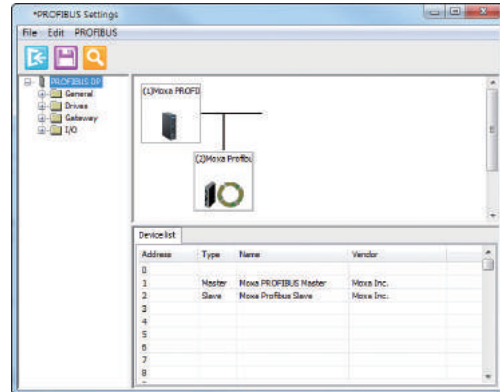 *PROFIBUS Settings
File Edit PROFIBUS
PROFIBUS DP
General
Drives
Gateway
I/O
(1)Moxa PROFI
(2)Moxa Profibu
Device list
Address Type Name Vendor
0
1 Master Moxa PROFIBUS Master Moxa Inc.
2 Slave Moxa Profibus Slave Moxa Inc.
3
4
5
6
7
8